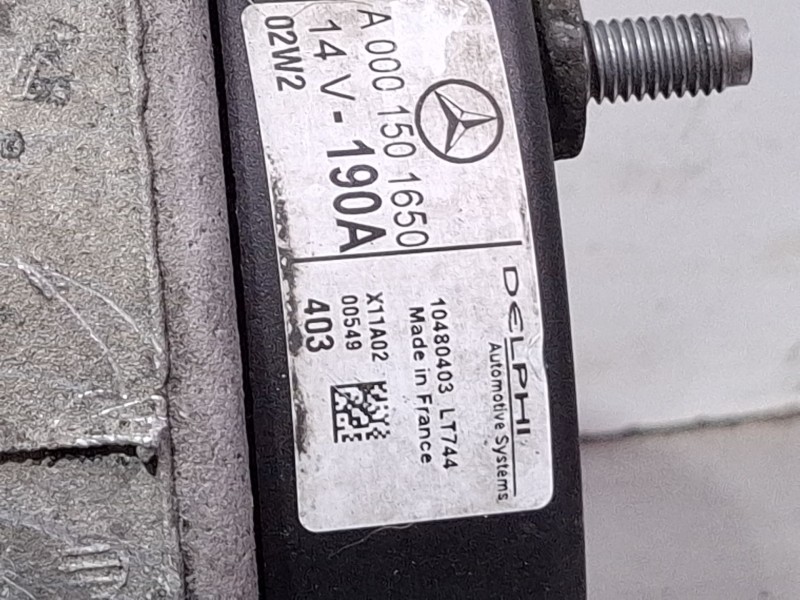 A 000 150 1650
14 V - 190A
02W2
DELPHI
Automotive Systems
10480403 LT744
Made in France
X11A02
00549
403